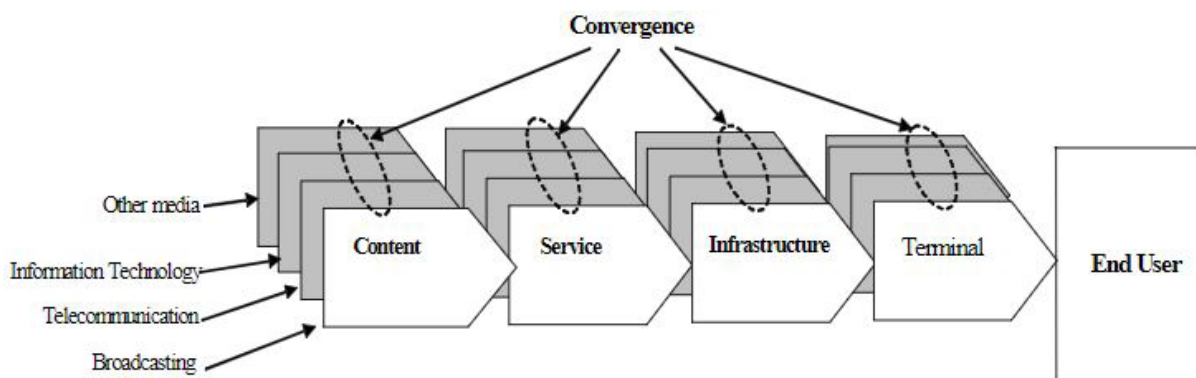 Convergence
Other media
Information Technology
Telecommunication
Broadcasting
Content
Service
Infrastructure
Terminal
End User